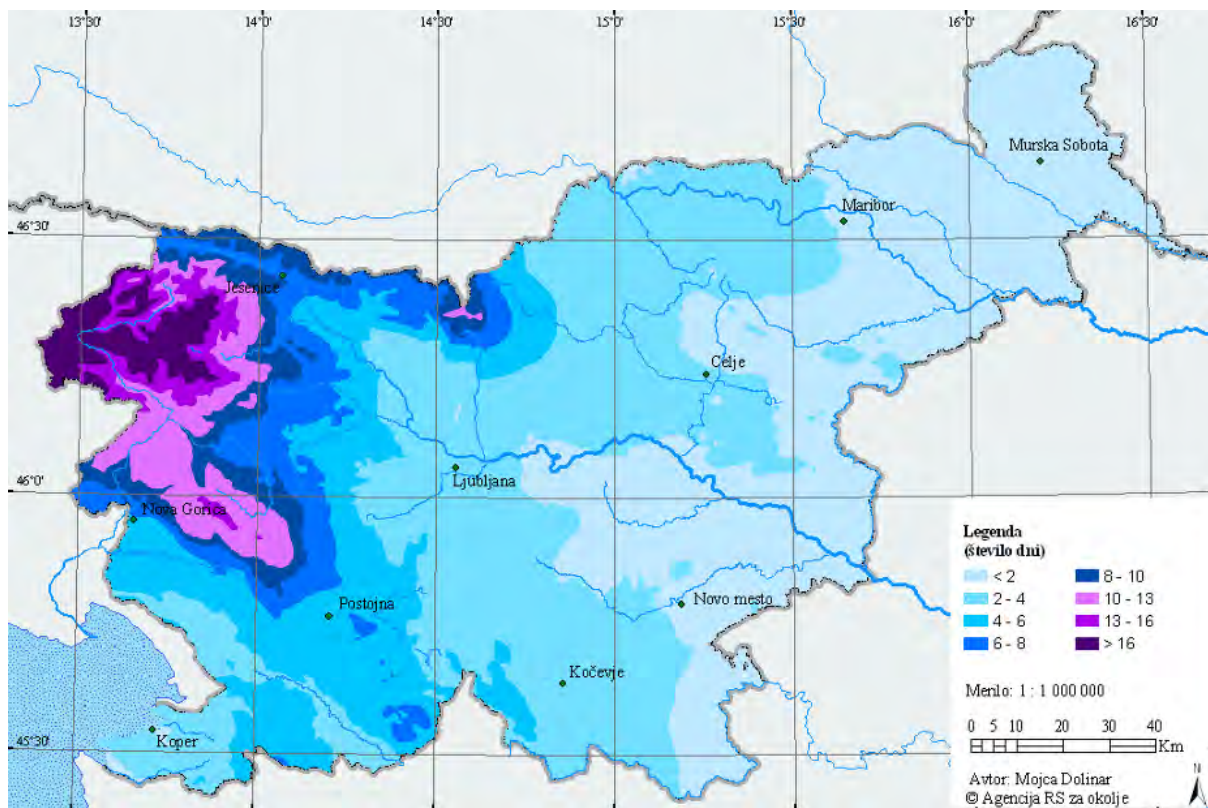 13°30'
14°0'
14°30'
15°0'
15°30'
16°0'
16°30'
Murska Sobota
Maribor
46°30'
Jesenice
Celje
Ljubljana
46°0'
Nova Gorica
Legenda
(število dni)
< 2
8 - 10
2 - 4
10 - 13
4 - 6
13 - 16
6 - 8
> 16
Postojna
Novo mesto
Kočevje
Merilo: 1 : 1 000 000
0 5 10 20 30 40
Km
Koper
45°30'
N
Avtor: Mojca Dolinar
© Agencija RS za okolje